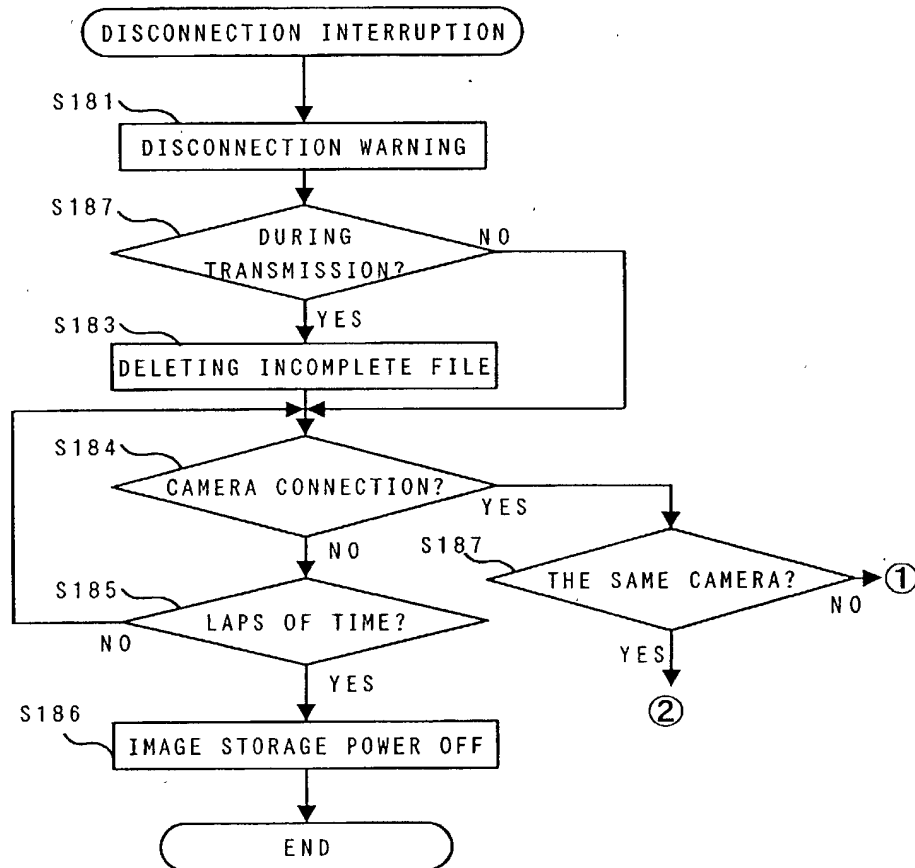 DISCONNECTION INTERRUPTION
S181
DISCONNECTION WARNING
S187
DURING
TRANSMISSION?
NO
YES
S183
DELETING INCOMPLETE FILE
S184
CAMERA CONNECTION?
YES
NO
S187
THE SAME CAMERA?
①
NO
YES
②
S185
LAPS OF TIME?
NO
YES
S186
IMAGE STORAGE POWER OFF
END